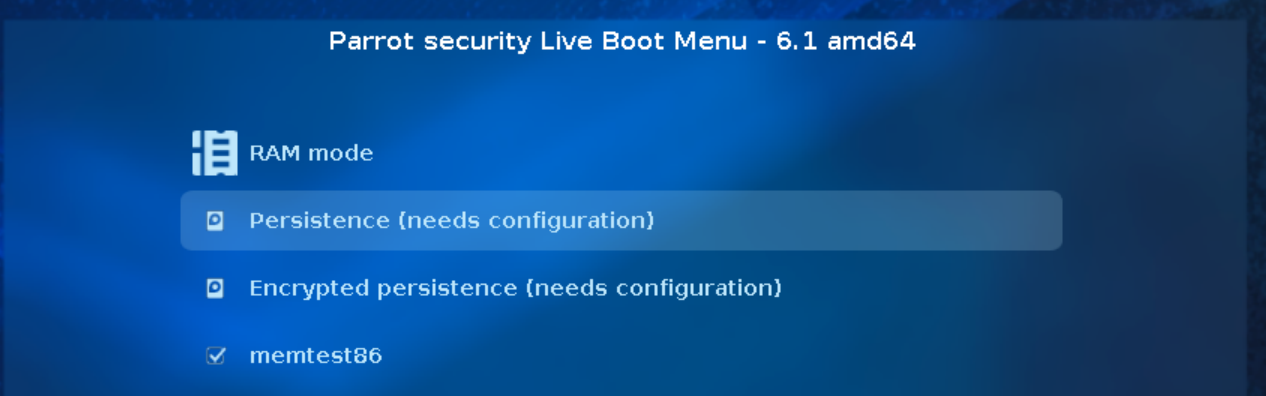 Parrot security Live Boot Menu - 6.1 amd64
RAM mode
Persistence (needs configuration)
Encrypted persistence (needs configuration)
memtest86